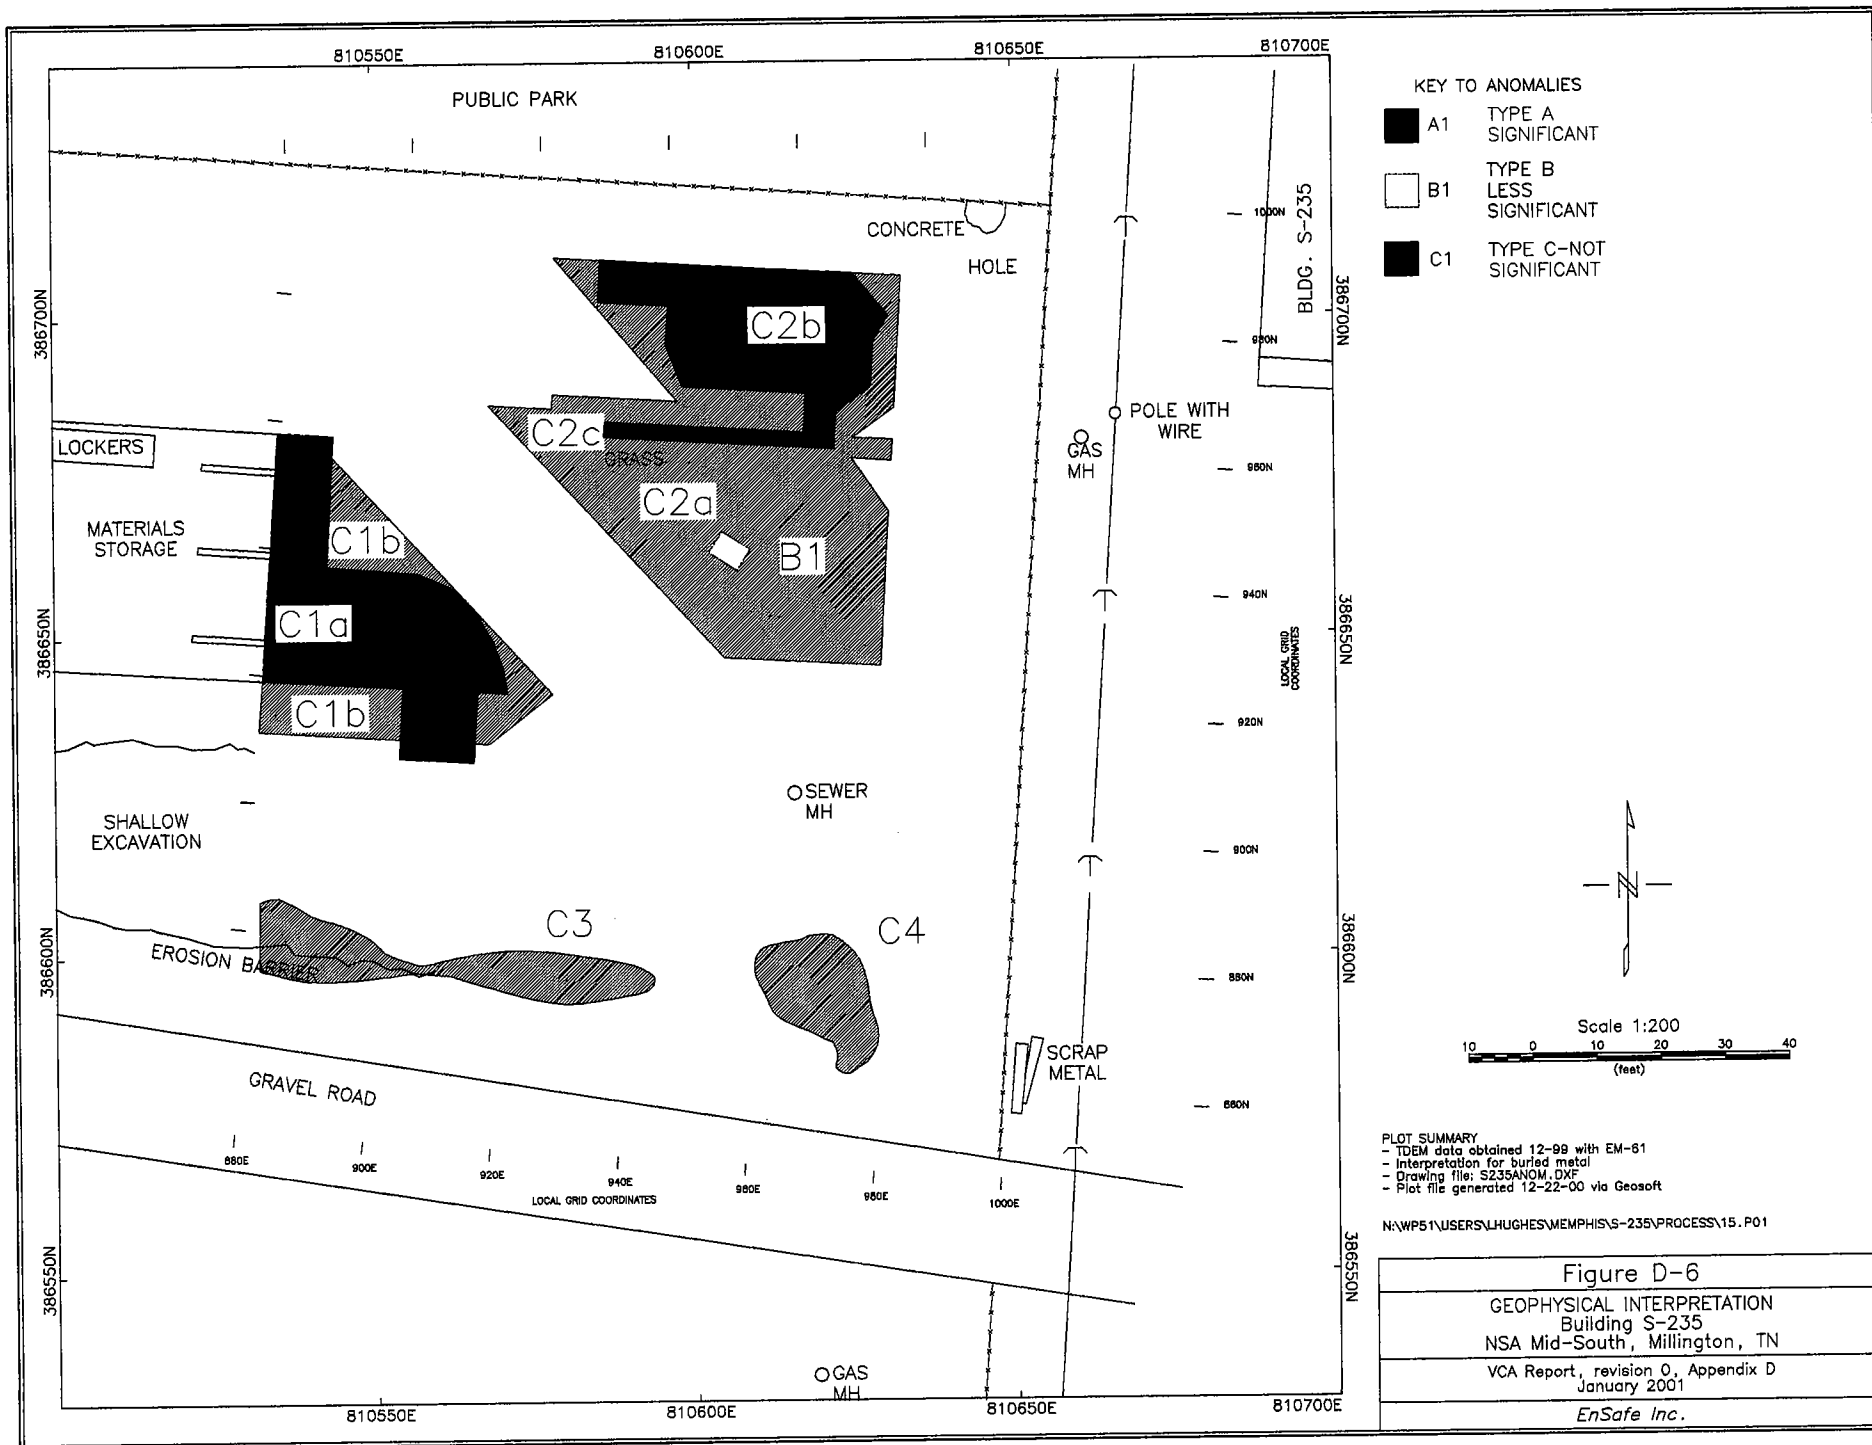 810550E
810600E
810650E
810700E
PUBLIC PARK
CONCRETE
HOLE
BLDG. S-235
386700N
386650N
386600N
386550N
386700N
386650N
386600N
386550N
C2b
C2c
GRASS
C2a
B1
LOCKERS
MATERIALS
STORAGE
C1b
C1a
C1b
POLE WITH
WIRE
GAS
MH
1000N
980N
960N
940N
920N
900N
880N
860N
LOCAL GRID
COORDINATES
SEWER
MH
SHALLOW
EXCAVATION
C3
C4
EROSION BARRIER
SCRAP
METAL
GRAVEL ROAD
880E
900E
920E
940E
960E
980E
1000E
LOCAL GRID COORDINATES
GAS
MH
810550E
810600E
810650E
810700E
KEY TO ANOMALIES
A1
TYPE A
SIGNIFICANT
B1
TYPE B
LESS
SIGNIFICANT
C1
TYPE C-NOT
SIGNIFICANT
N
Scale 1:200
10 0 10 20 30 40
(feet)
PLOT SUMMARY
- TDEM data obtained 12-99 with EM-61
- Interpretation for buried metal
- Drawing file: S235ANOM.DXF
- Plot file generated 12-22-00 via Geosoft
N:\WP51\USERS\LHUGHES\MEMPHIS\S-235\PROCESS\15.P01
Figure D-6
GEOPHYSICAL INTERPRETATION
Building S-235
NSA Mid-South, Millington, TN
VCA Report, revision 0, Appendix D
January 2001
EnSafe Inc.